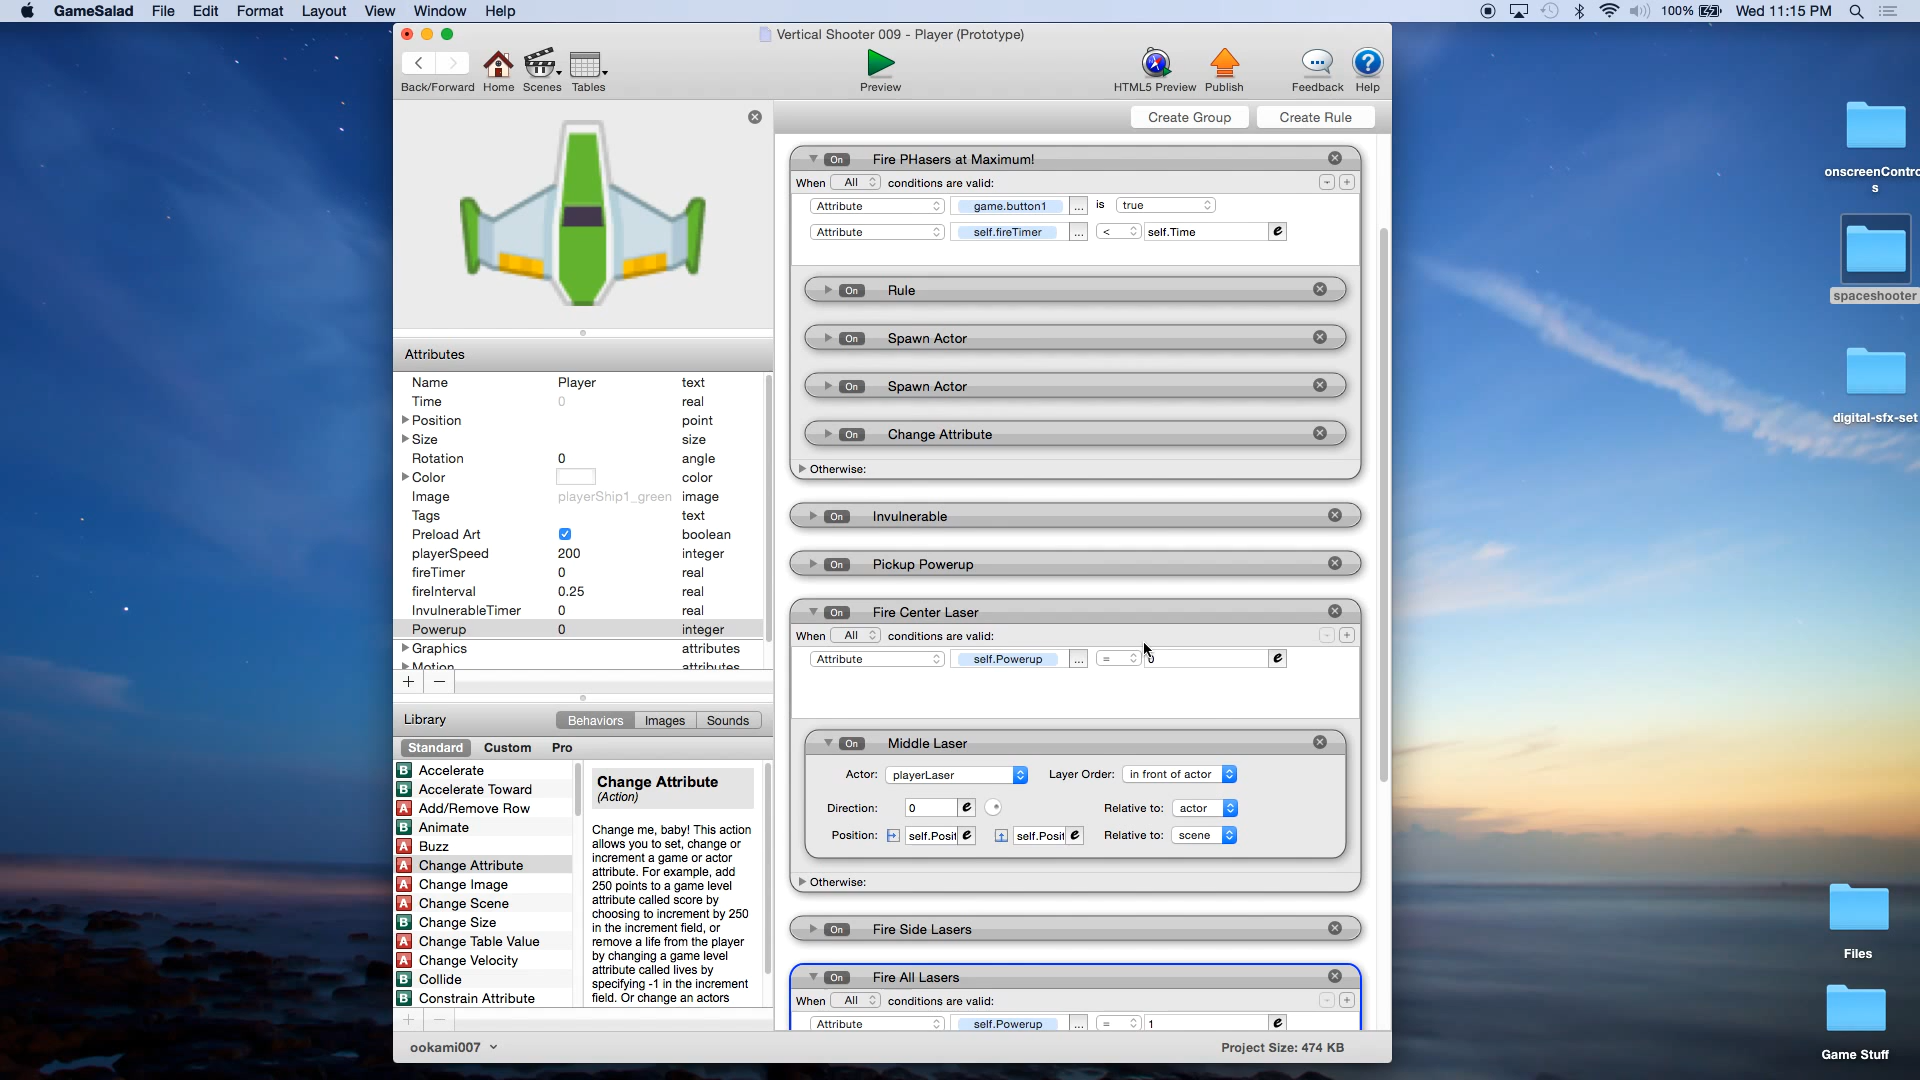 GameSalad File Edit Format Layout View Window Help
100% Wed 11:15 PM
Vertical Shooter 009 - Player (Prototype)
Back/Forward Home Scenes Tables Preview HTML5 Preview Publish Feedback Help
Create Group Create Rule
On Fire PHasers at Maximum!
When All conditions are valid:
Attribute game.button1 ... is true
Attribute self.fireTimer ... < self.Time e
On Rule
On Spawn Actor
On Spawn Actor
On Change Attribute
Otherwise:
On Invulnerable
On Pickup Powerup
On Fire Center Laser
When All conditions are valid:
Attribute self.Powerup ... = 0 e
On Middle Laser
Actor: playerLaser Layer Order: in front of actor
Direction: 0 e Relative to: actor
Position: self.Posit e self.Posit e Relative to: scene
Otherwise:
On Fire Side Lasers
On Fire All Lasers
When All conditions are valid:
Attribute self.Powerup ... = 1 e
Attributes
Name Player text
Time 0 real
Position point
Size size
Rotation 0 angle
Color color
Image playerShip1_green image
Tags text
Preload Art boolean
playerSpeed 200 integer
fireTimer 0 real
fireInterval 0.25 real
InvulnerableTimer 0 real
Powerup 0 integer
Graphics attributes
Motion attributes
Library Behaviors Images Sounds
Standard Custom Pro
B Accelerate
B Accelerate Toward
A Add/Remove Row
B Animate
A Buzz
A Change Attribute
A Change Image
A Change Scene
B Change Size
A Change Table Value
A Change Velocity
B Collide
B Constrain Attribute
Change Attribute
(Action)
Change me, baby! This action
allows you to set, change or
increment a game or actor
attribute. For example, add
250 points to a game level
attribute called score by
choosing to increment by 250
in the increment field, or
remove a life from the player
by changing a game level
attribute called lives by
specifying -1 in the increment
field. Or change an actors
ookami007
Project Size: 474 KB
onscreenContro
s
spaceshooter
digital-sfx-set
Files
Game Stuff